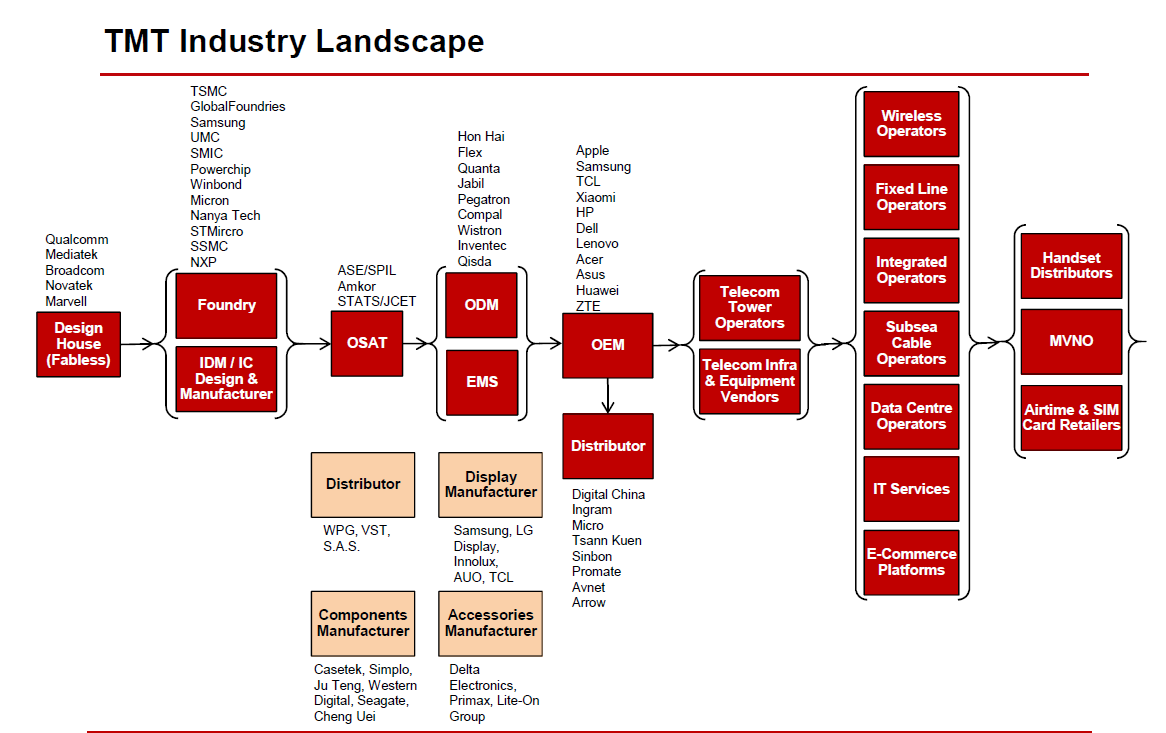 TMT Industry Landscape
Qualcomm
Mediatek
Broadcom
Novatek
Marvell
Design
House
(Fabless)
TSMC
GlobalFoundries
Samsung
UMC
SMIC
Powerchip
Winbond
Micron
Nanya Tech
STMircro
SSMC
NXP
Foundry
IDM / IC
Design &
Manufacturer
ASE/SPIL
Amkor
STATS/JCET
OSAT
Hon Hai
Flex
Quanta
Jabil
Pegatron
Compal
Wistron
Inventec
Qisda
ODM
EMS
Apple
Samsung
TCL
Xiaomi
HP
Dell
Lenovo
Acer
Asus
Huawei
ZTE
OEM
Distributor
Digital China
Ingram
Micro
Tsann Kuen
Sinbon
Promate
Avnet
Arrow
Telecom
Tower
Operators
Telecom Infra
& Equipment
Vendors
Wireless
Operators
Fixed Line
Operators
Integrated
Operators
Subsea
Cable
Operators
Data Centre
Operators
IT Services
E-Commerce
Platforms
Handset
Distributors
MVNO
Airtime & SIM
Card Retailers
Distributor
WPG, VST,
S.A.S.
Display
Manufacturer
Samsung, LG
Display,
Innolux,
AUO, TCL
Components
Manufacturer
Casetek, Simplo,
Ju Teng, Western
Digital, Seagate,
Cheng Uei
Accessories
Manufacturer
Delta
Electronics,
Primax, Lite-On
Group